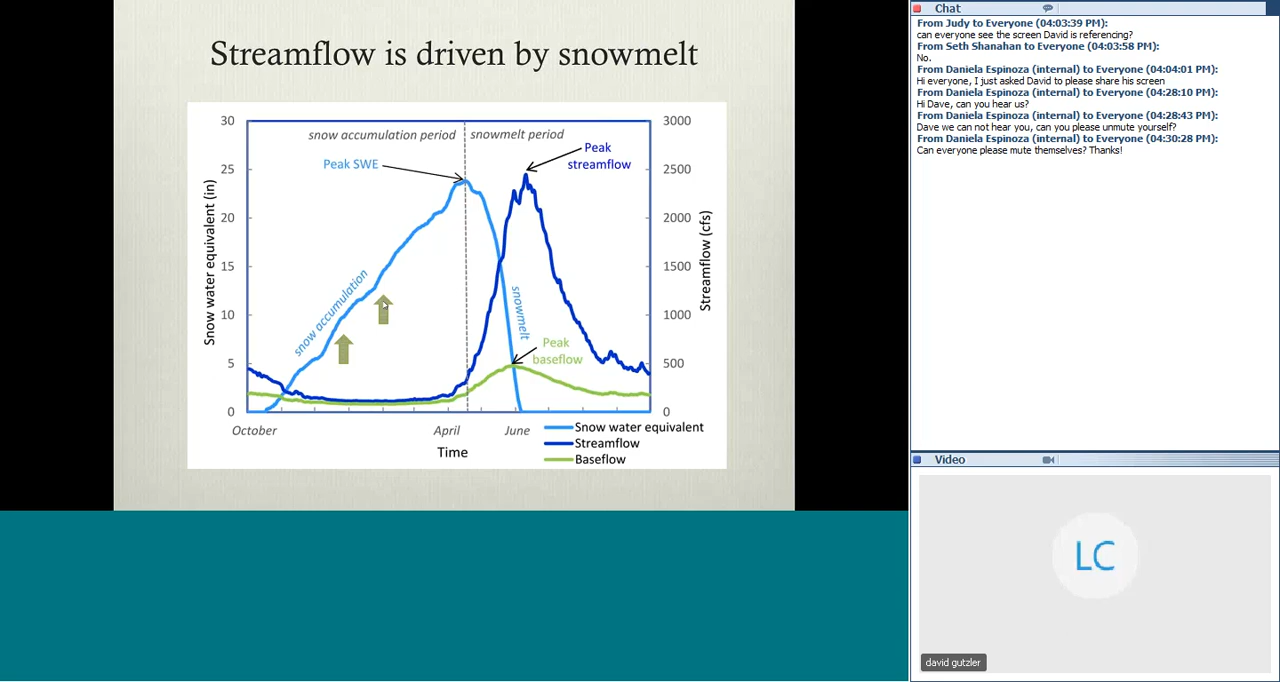 Streamflow is driven by snowmelt
30
25
20
15
10
5
0
Snow water equivalent (in)
snow accumulation period
snowmelt period
Peak SWE
Peak
streamflow
snow accumulation
snowmelt
Peak
baseflow
3000
2500
2000
1500
1000
500
0
Streamflow (cfs)
October
April
June
Time
Snow water equivalent
Streamflow
Baseflow
Chat
From Judy to Everyone (04:03:39 PM):
can everyone see the screen David is referencing?
From Seth Shanahan to Everyone (04:03:58 PM):
No.
From Daniela Espinoza (internal) to Everyone (04:04:01 PM):
Hi everyone, I just asked David to please share his screen
From Daniela Espinoza (internal) to Everyone (04:28:10 PM):
Hi Dave, can you hear us?
From Daniela Espinoza (internal) to Everyone (04:28:43 PM):
Dave we can not hear you, can you please unmute yourself?
From Daniela Espinoza (internal) to Everyone (04:30:28 PM):
Can everyone please mute themselves? Thanks!
Video
LC
david gutzler